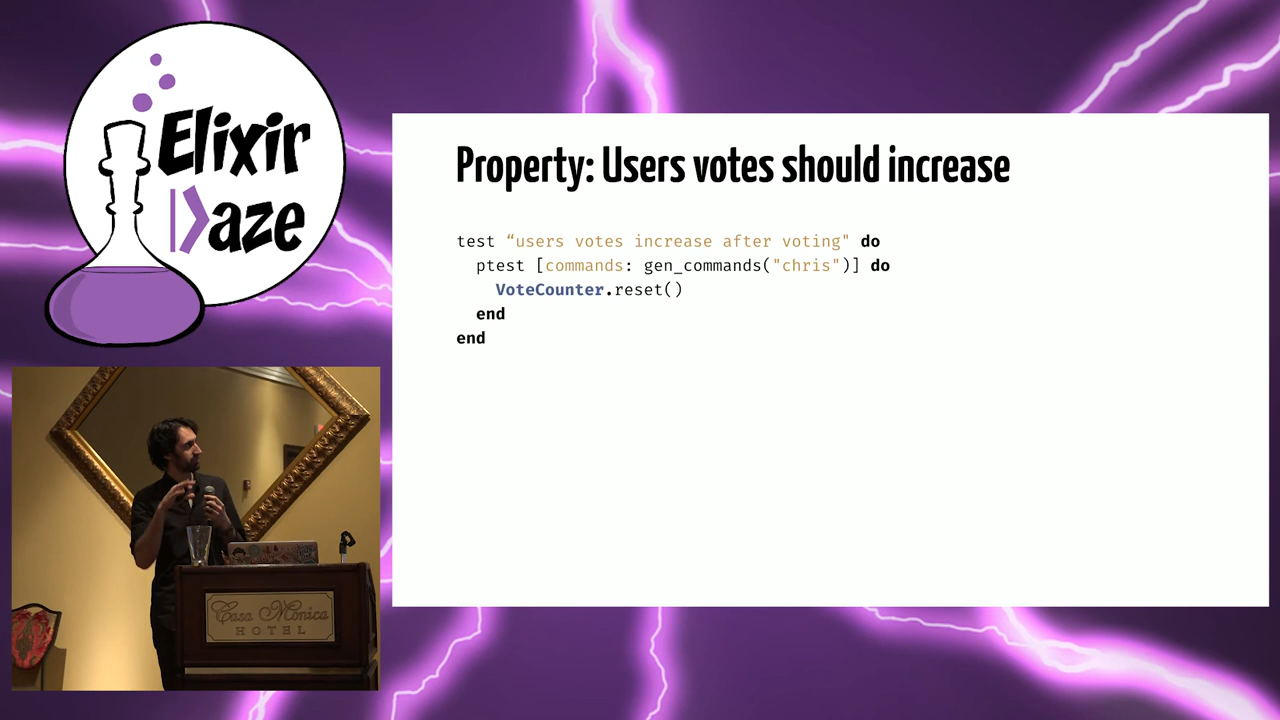 Elixir
|>aze
Property: Users votes should increase
test “users votes increase after voting" do
  ptest [commands: gen_commands("chris")] do
    VoteCounter.reset()
  end
end
Casa Monica
HOTEL